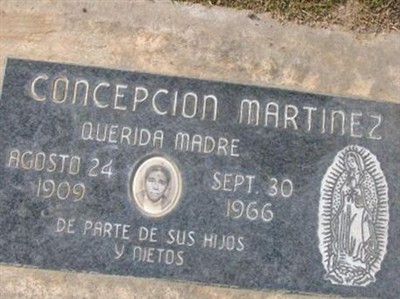 CONCEPCION MARTINEZ
QUERIDA MADRE
AGOSTO 24
1909
SEPT. 30
1966
DE PARTE DE SUS HIJOS
Y NIETOS